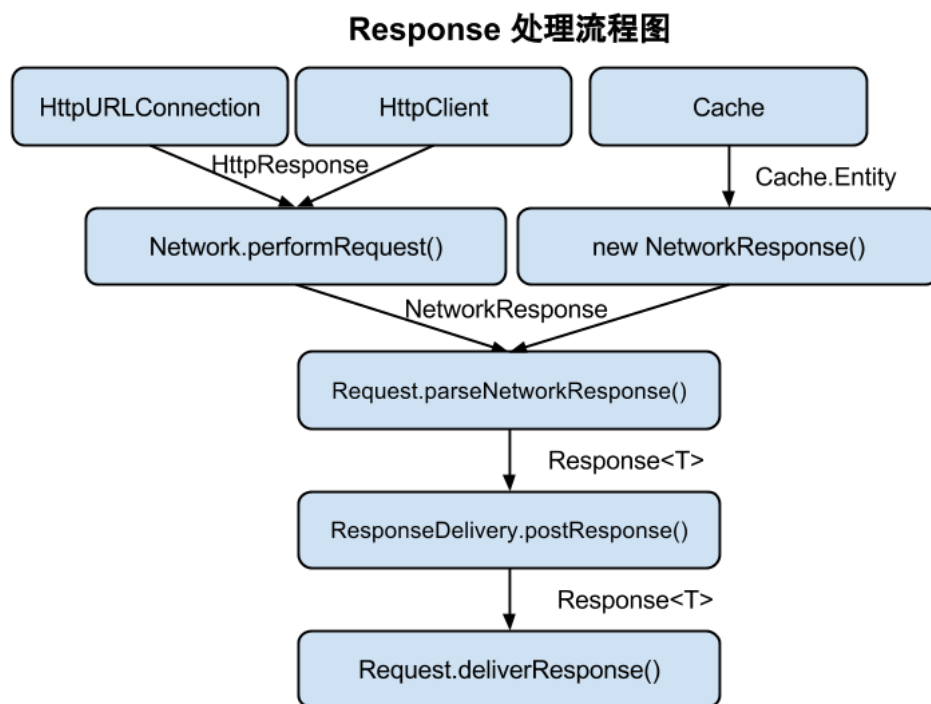 Response 处理流程图
HttpURLConnection
HttpClient
Cache
HttpResponse
Cache.Entity
Network.performRequest()
new NetworkResponse()
NetworkResponse
Request.parseNetworkResponse()
Response<T>
ResponseDelivery.postResponse()
Response<T>
Request.deliverResponse()